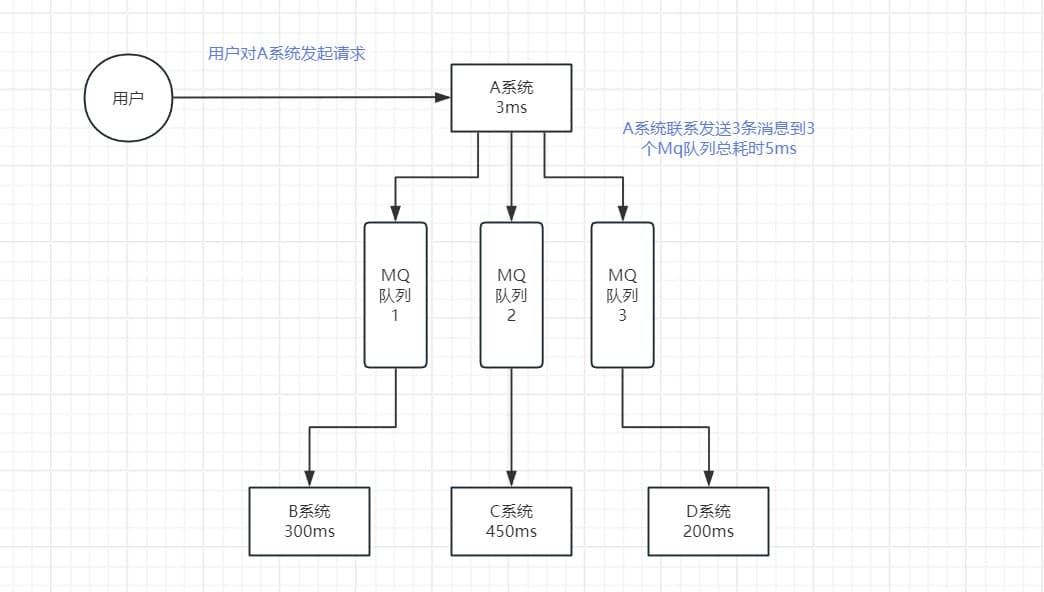 用户对A系统发起请求
用户
A系统
3ms
A系统联系发送3条消息到3
个Mq队列总耗时5ms
MQ
队列
1
MQ
队列
2
MQ
队列
3
B系统
300ms
C系统
450ms
D系统
200ms